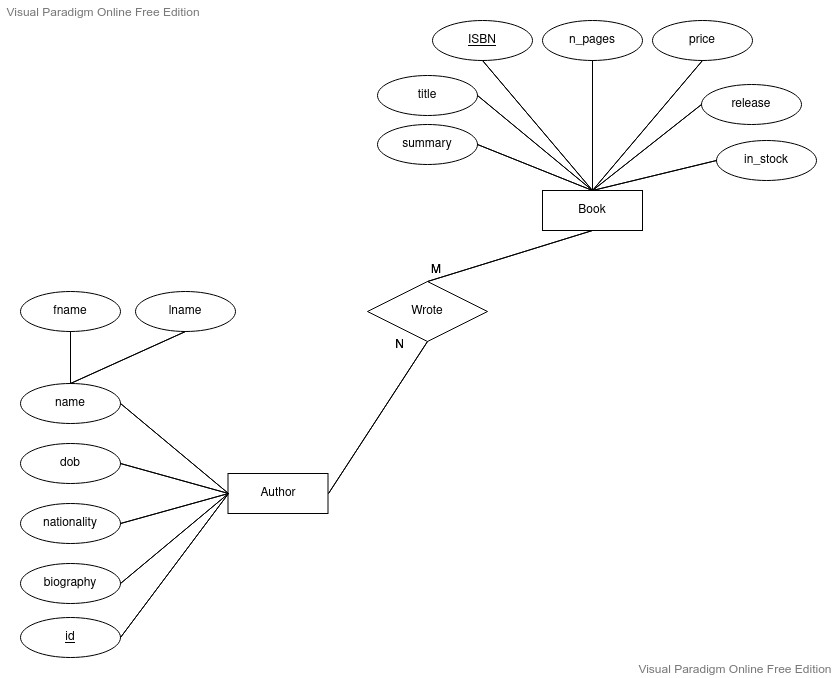 Visual Paradigm Online Free Edition
ISBN
n_pages
price
title
release
summary
in_stock
Book
M
Wrote
N
fname
lname
name
dob
nationality
biography
id
Author
Visual Paradigm Online Free Edition